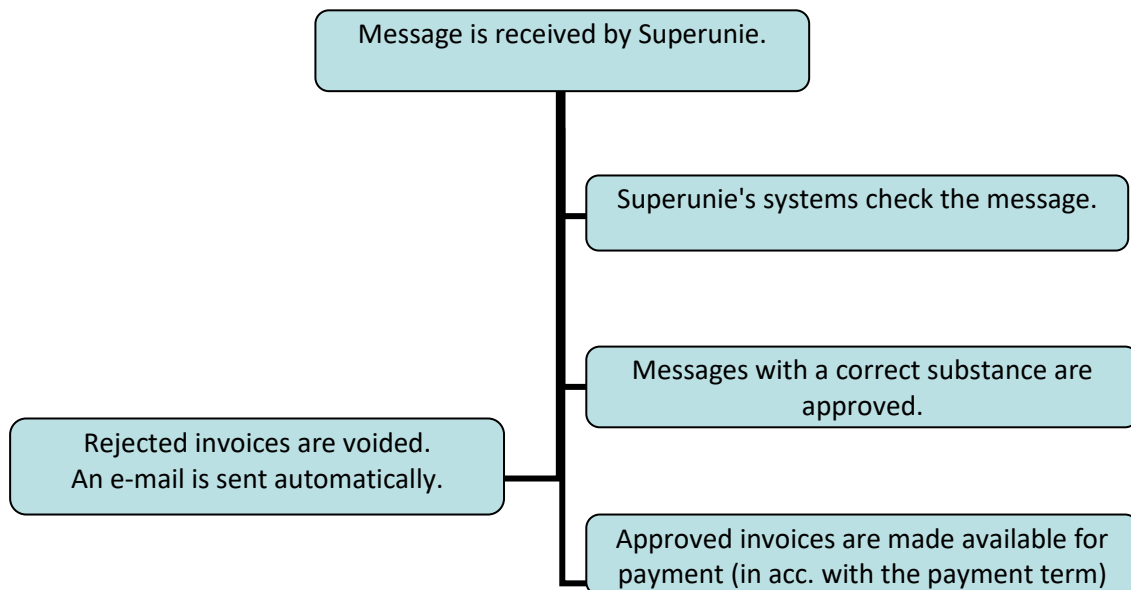 Message is received by Superunie.
Superunie's systems check the message.
Messages with a correct substance are
approved.
Rejected invoices are voided.
An e-mail is sent automatically.
Approved invoices are made available for
payment (in acc. with the payment term)